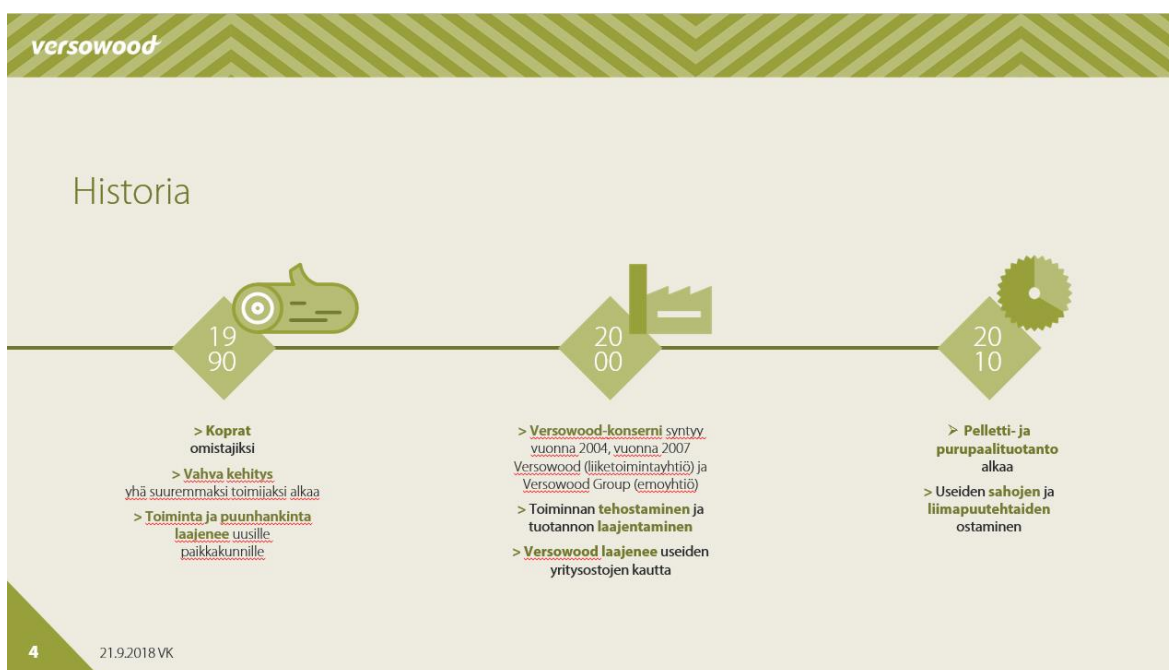 versowood
Historia
19
90
> Koprat
omistajiksi
> Vahva kehitys
yhä suuremmaksi toimijaksi alkaa
> Toiminta ja puunhankinta
laajenee uusille
paikkakunnille
20
00
> Versowood-konserni syntyy
vuonna 2004, vuonna 2007
Versowood (liiketoimintayhtiö) ja
Versowood Group (emoyhtiö)
> Toiminnan tehostaminen ja
tuotannon laajentaminen
> Versowood laajenee useiden
yritysostojen kautta
20
10
➢ Pelletti- ja
purupaalituotanto
alkaa
> Useiden sahojen ja
liimapuutehtaiden
ostaminen
4
21.9.2018 VK